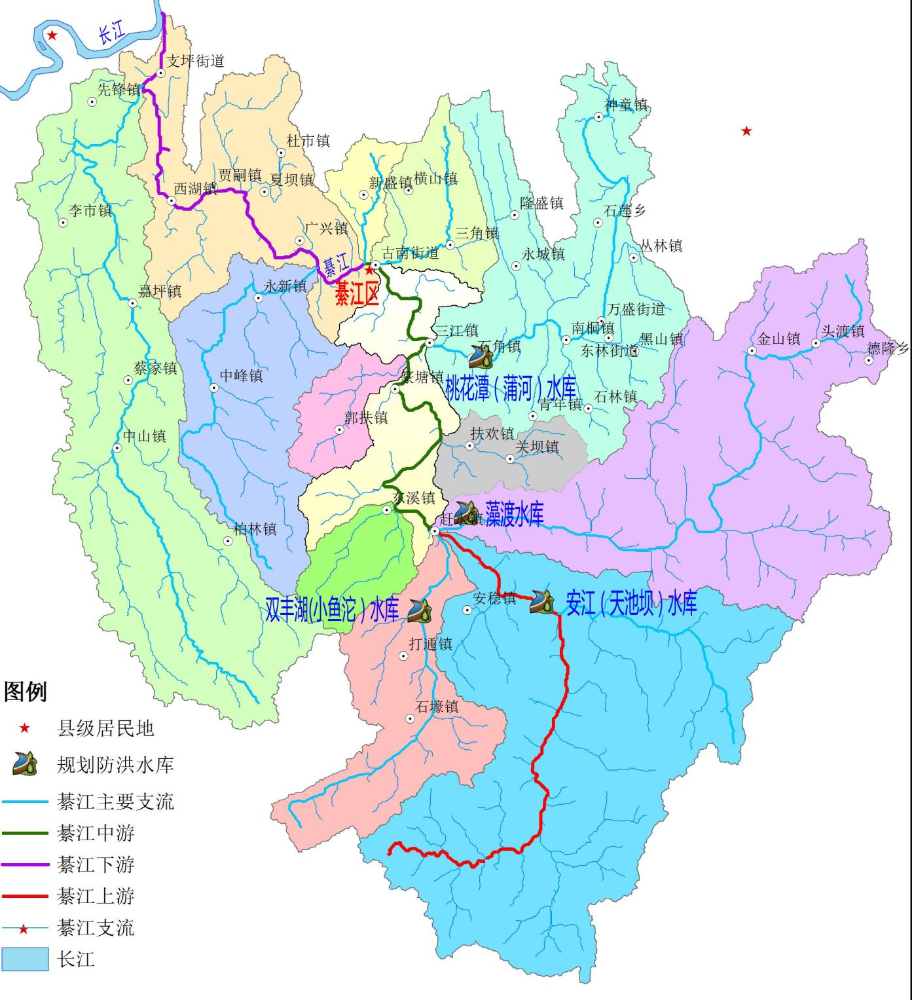 长江
支坪街道
先锋镇
神童镇
杜市镇
贾嗣镇
夏坝镇
西湖镇
新盛镇
横山镇
隆盛镇
李市镇
石莲乡
广兴镇
三角镇
丛林镇
古南街道
永城镇
綦江
綦江区
永新镇
嘉坪镇
万盛街道
三江镇
南桐镇
黑山镇
石角镇
东林街道
金山镇
头渡镇
德隆乡
蔡家镇
中峰镇
篆塘镇
桃花潭（蒲河）水库
石林镇
青年镇
郭扶镇
中山镇
扶欢镇
关坝镇
东溪镇
赶水镇
藻渡水库
柏林镇
安稳镇
双丰湖(小鱼沱）水库
安江（天池坝）水库
打通镇
石壕镇
图例
县级居民地
规划防洪水库
綦江主要支流
綦江中游
綦江下游
綦江上游
綦江支流
长江